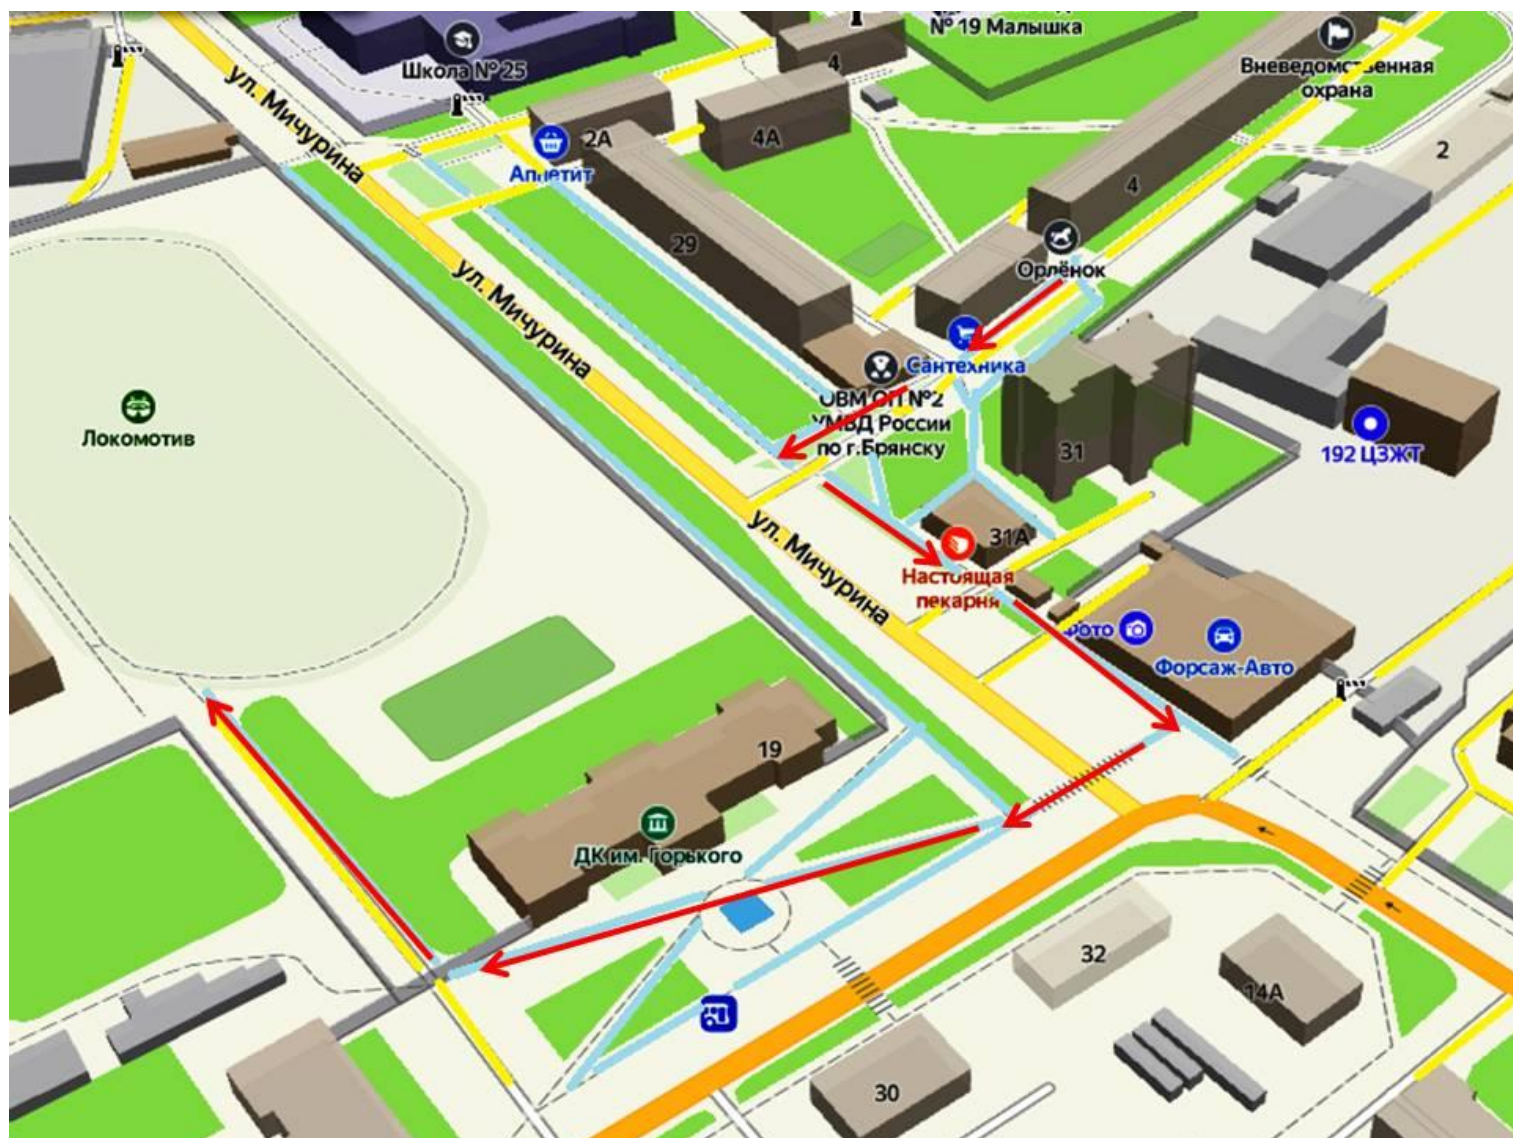 № 19 Малышка
Школа № 25
4
Вневедомственная
охрана
ул. Мичурина
2А
4А
2
Аппетит
4
29
Орлёнок
ул. Мичурина
Сантехника
ОВМ ОП №2
УМВД России
по г.Брянску
Локомотив
31
192 ЦЗЖТ
ул. Мичурина
31А
Настоящая
пекарня
Фото
Форсаж-Авто
19
ДК им. Горького
32
14А
30